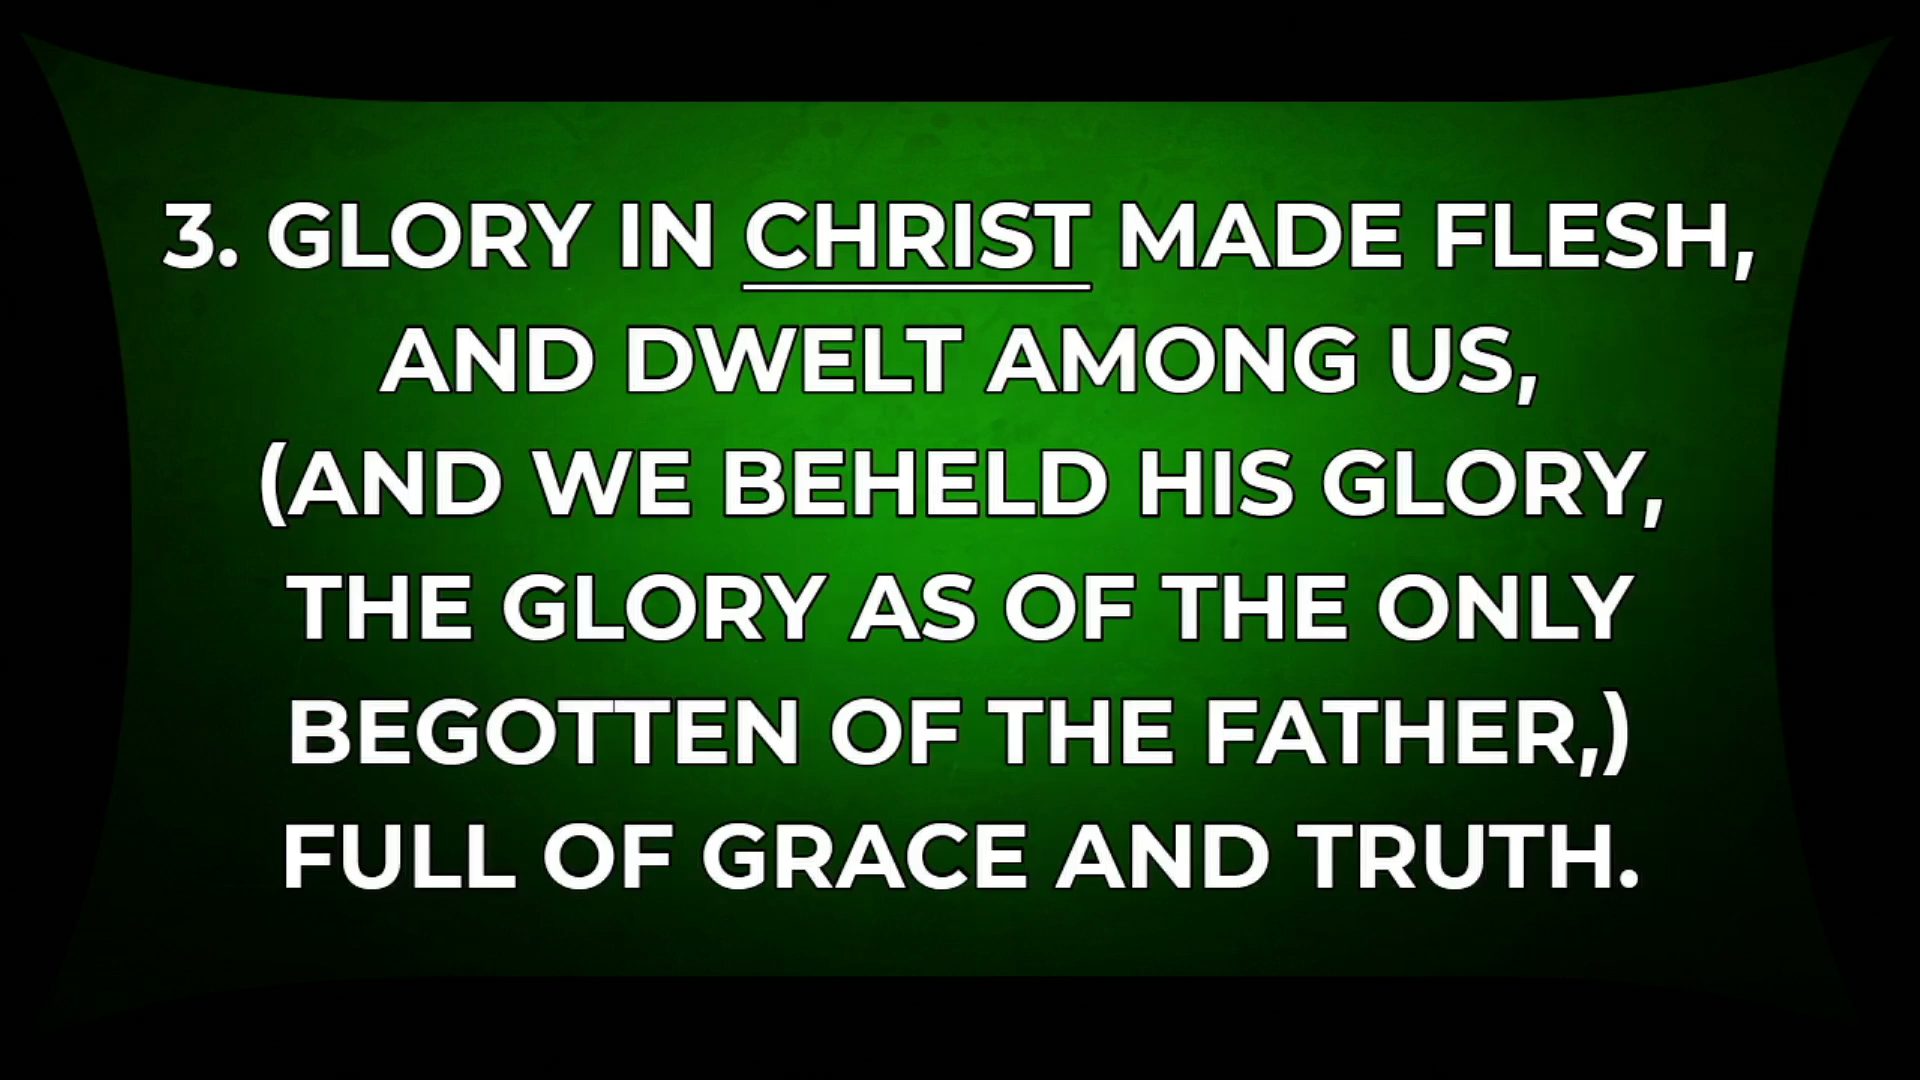 3. GLORY IN CHRIST MADE FLESH,
AND DWELT AMONG US,
(AND WE BEHELD HIS GLORY,
THE GLORY AS OF THE ONLY
BEGOTTEN OF THE FATHER,)
FULL OF GRACE AND TRUTH.